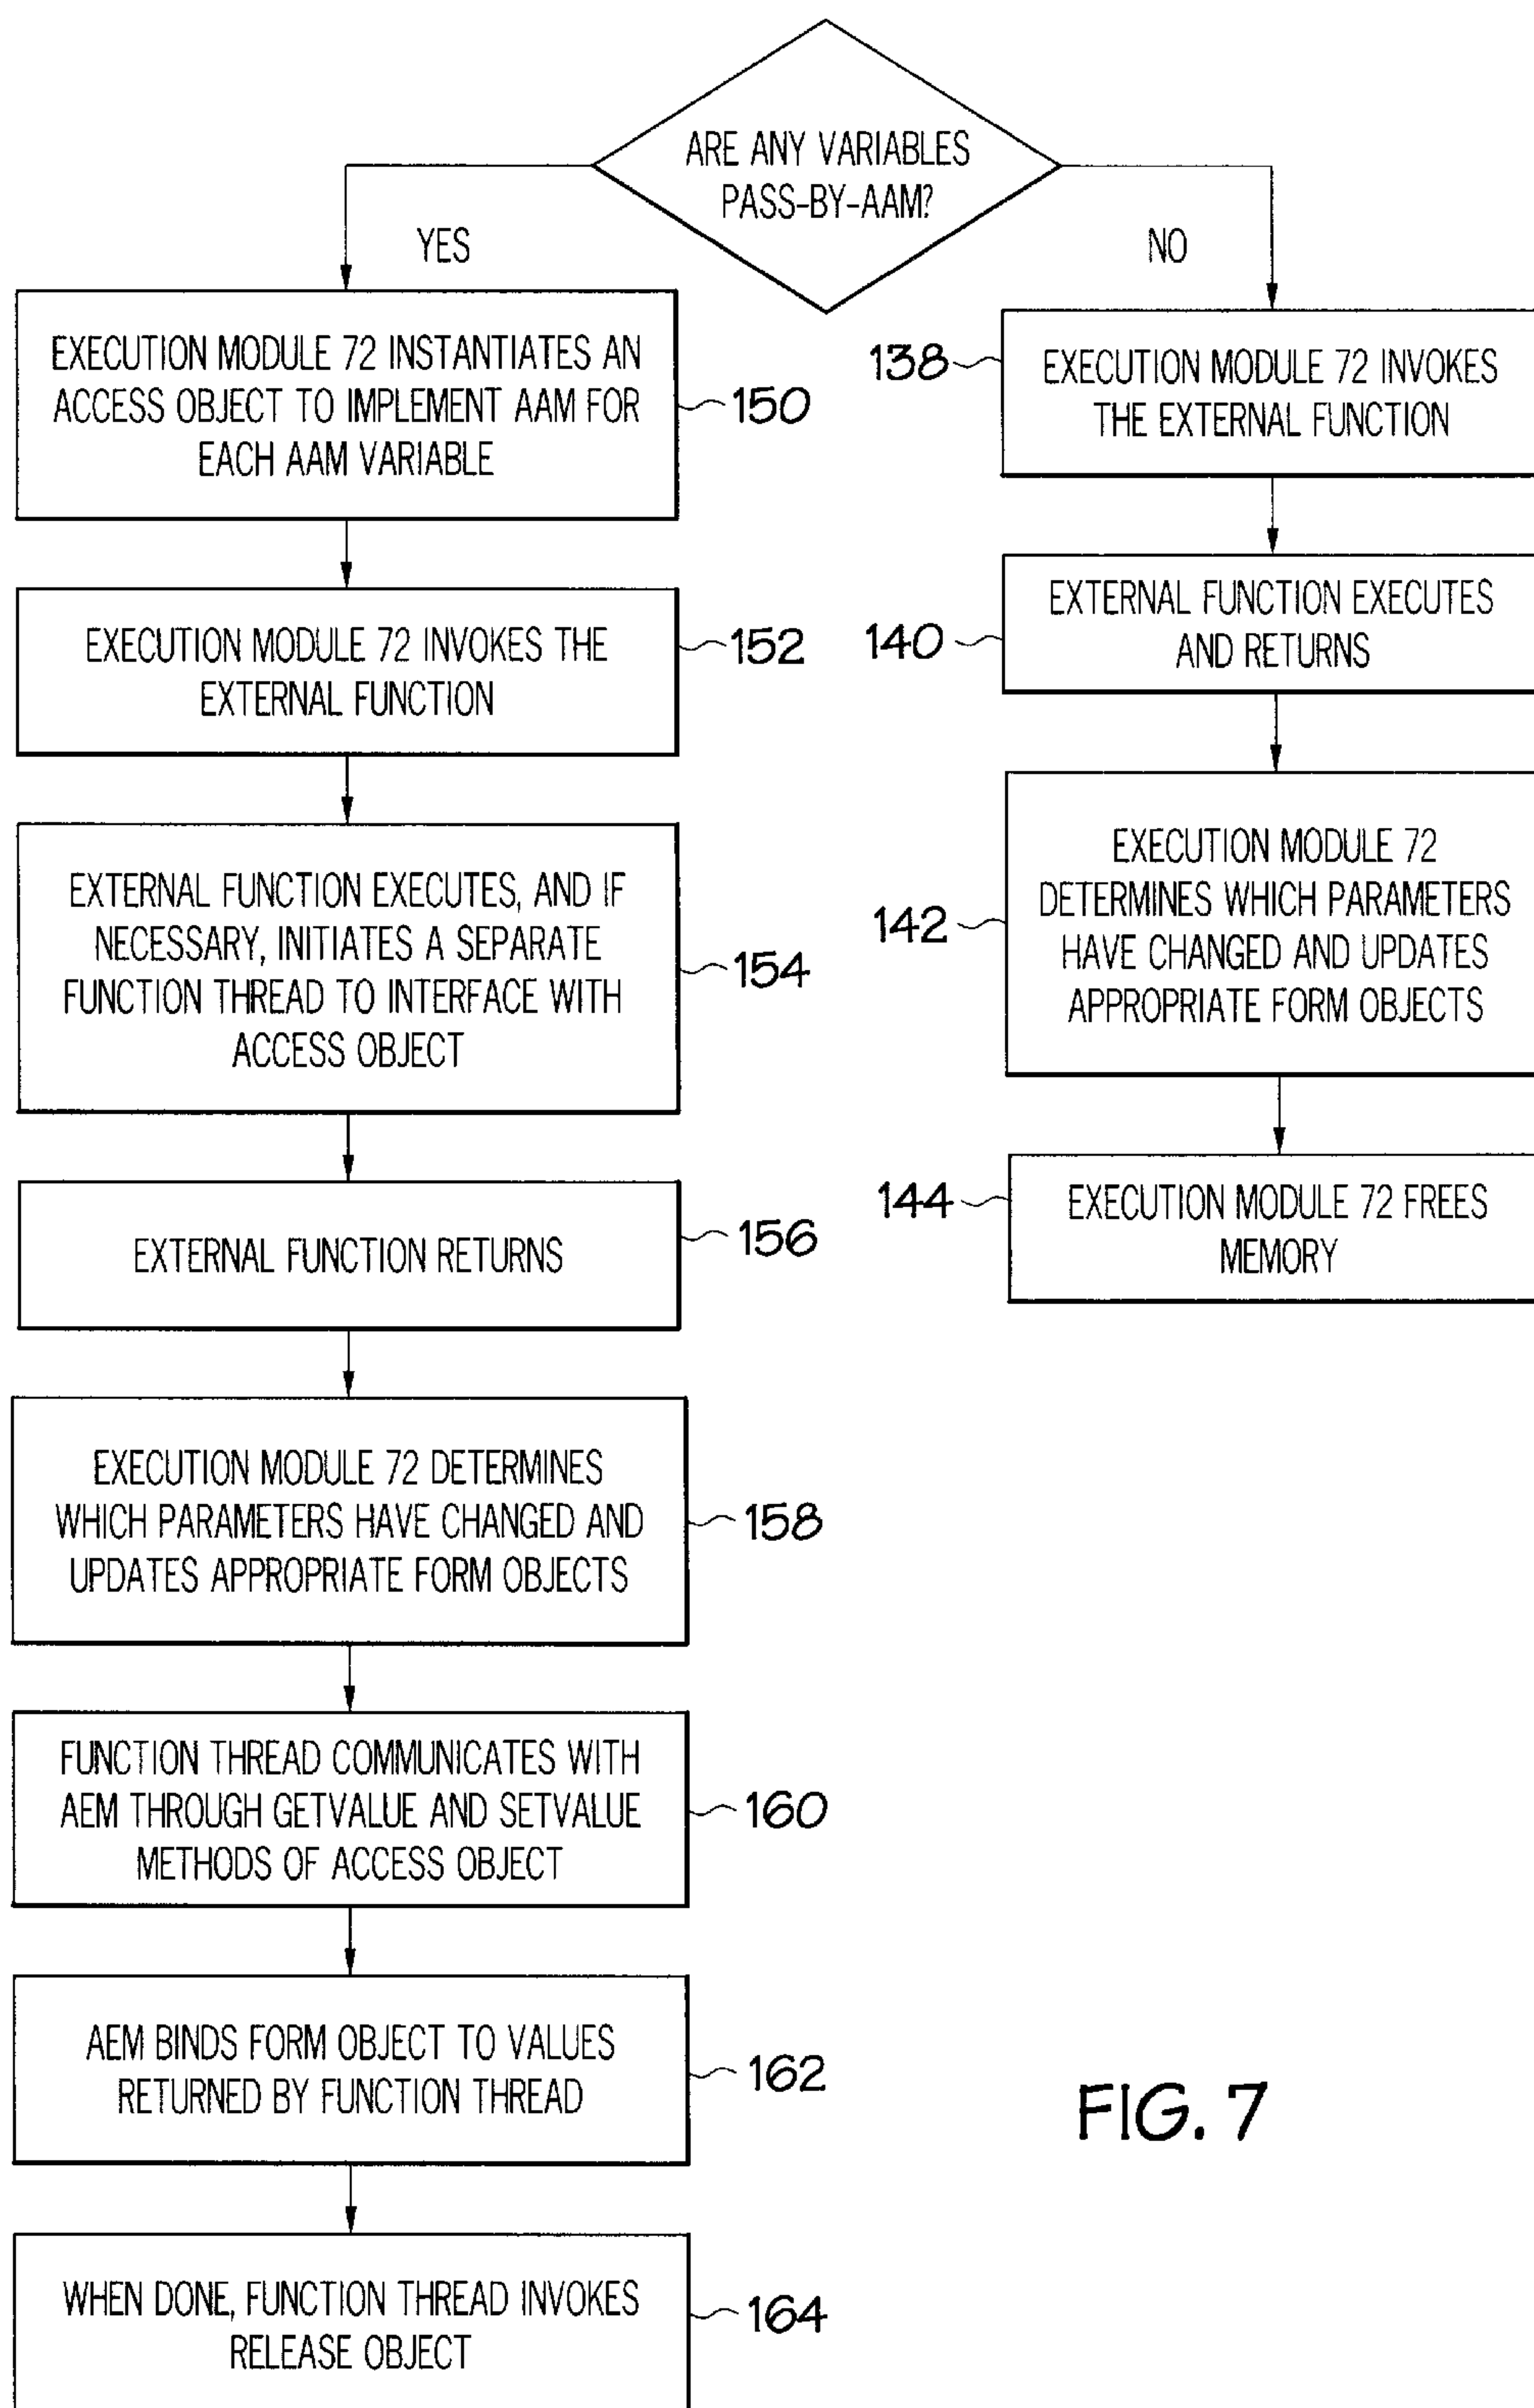 ARE ANY VARIABLES
PASS-BY-AAM?
YES
NO
EXECUTION MODULE 72 INSTANTIATES AN
ACCESS OBJECT TO IMPLEMENT AAM FOR
EACH AAM VARIABLE
150
EXECUTION MODULE 72 INVOKES THE
EXTERNAL FUNCTION
152
EXTERNAL FUNCTION EXECUTES, AND IF
NECESSARY, INITIATES A SEPARATE
FUNCTION THREAD TO INTERFACE WITH
ACCESS OBJECT
154
EXTERNAL FUNCTION RETURNS
156
EXECUTION MODULE 72 DETERMINES
WHICH PARAMETERS HAVE CHANGED AND
UPDATES APPROPRIATE FORM OBJECTS
158
FUNCTION THREAD COMMUNICATES WITH
AEM THROUGH GETVALUE AND SETVALUE
METHODS OF ACCESS OBJECT
160
AEM BINDS FORM OBJECT TO VALUES
RETURNED BY FUNCTION THREAD
162
WHEN DONE, FUNCTION THREAD INVOKES
RELEASE OBJECT
164
138
EXECUTION MODULE 72 INVOKES
THE EXTERNAL FUNCTION
140
EXTERNAL FUNCTION EXECUTES
AND RETURNS
142
EXECUTION MODULE 72
DETERMINES WHICH PARAMETERS
HAVE CHANGED AND UPDATES
APPROPRIATE FORM OBJECTS
144
EXECUTION MODULE 72 FREES
MEMORY
FIG. 7